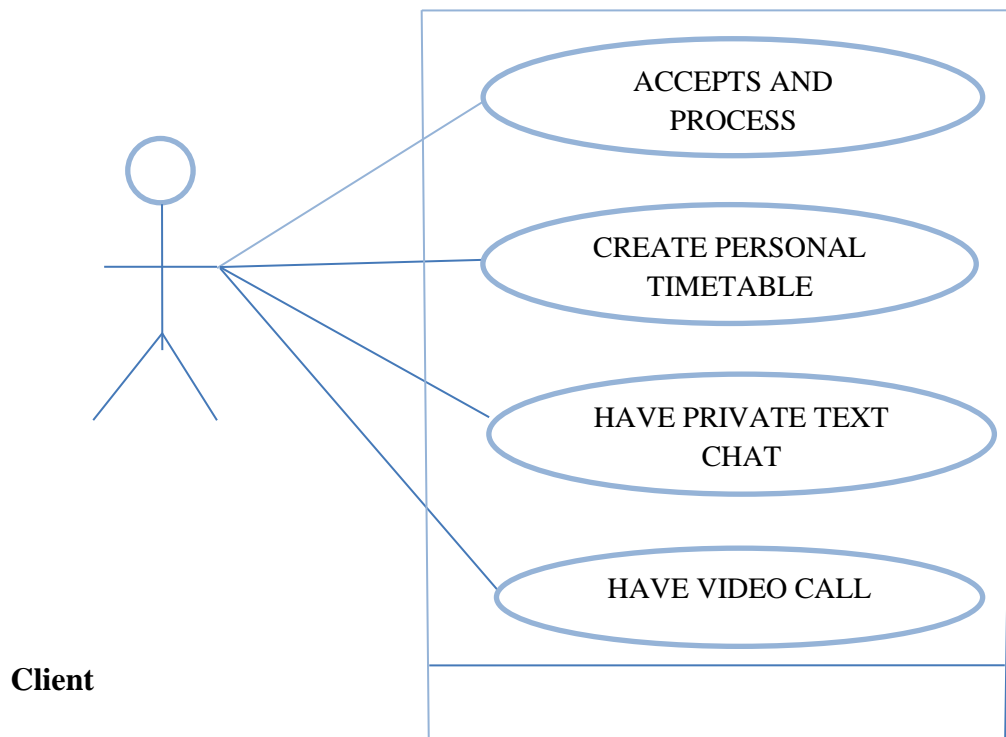 ACCEPTS AND
PROCESS
CREATE PERSONAL
TIMETABLE
HAVE PRIVATE TEXT
CHAT
HAVE VIDEO CALL
Client